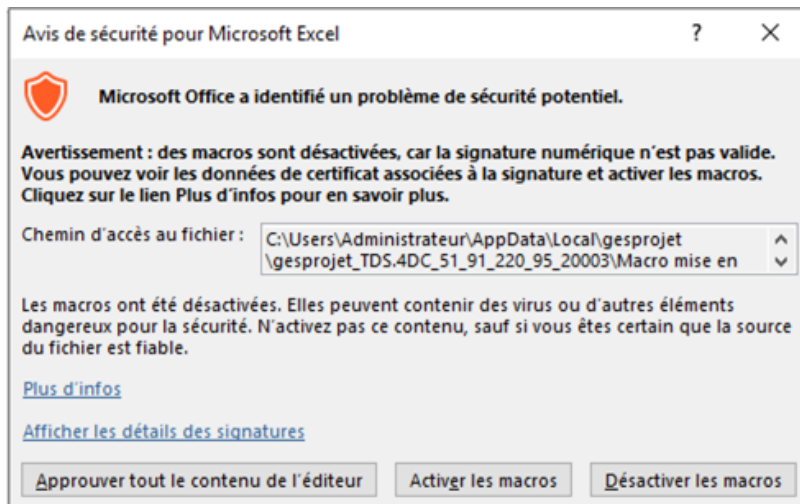 Avis de sécurité pour Microsoft Excel
?
Microsoft Office a identifié un problème de sécurité potentiel.
Avertissement : des macros sont désactivées, car la signature numérique n'est pas valide.
Vous pouvez voir les données de certificat associées à la signature et activer les macros.
Cliquez sur le lien Plus d'infos pour en savoir plus.
Chemin d'accès au fichier :
C:\Users\Administrateur\AppData\Local\gesprojet
\gesprojet_TDS.4DC_51_91_220_95_20003\Macro mise en
Les macros ont été désactivées. Elles peuvent contenir des virus ou d'autres éléments
dangereux pour la sécurité. N'activez pas ce contenu, sauf si vous êtes certain que la source
du fichier est fiable.
Plus d'infos
Afficher les détails des signatures
Approuver tout le contenu de l'éditeur
Activer les macros
Désactiver les macros